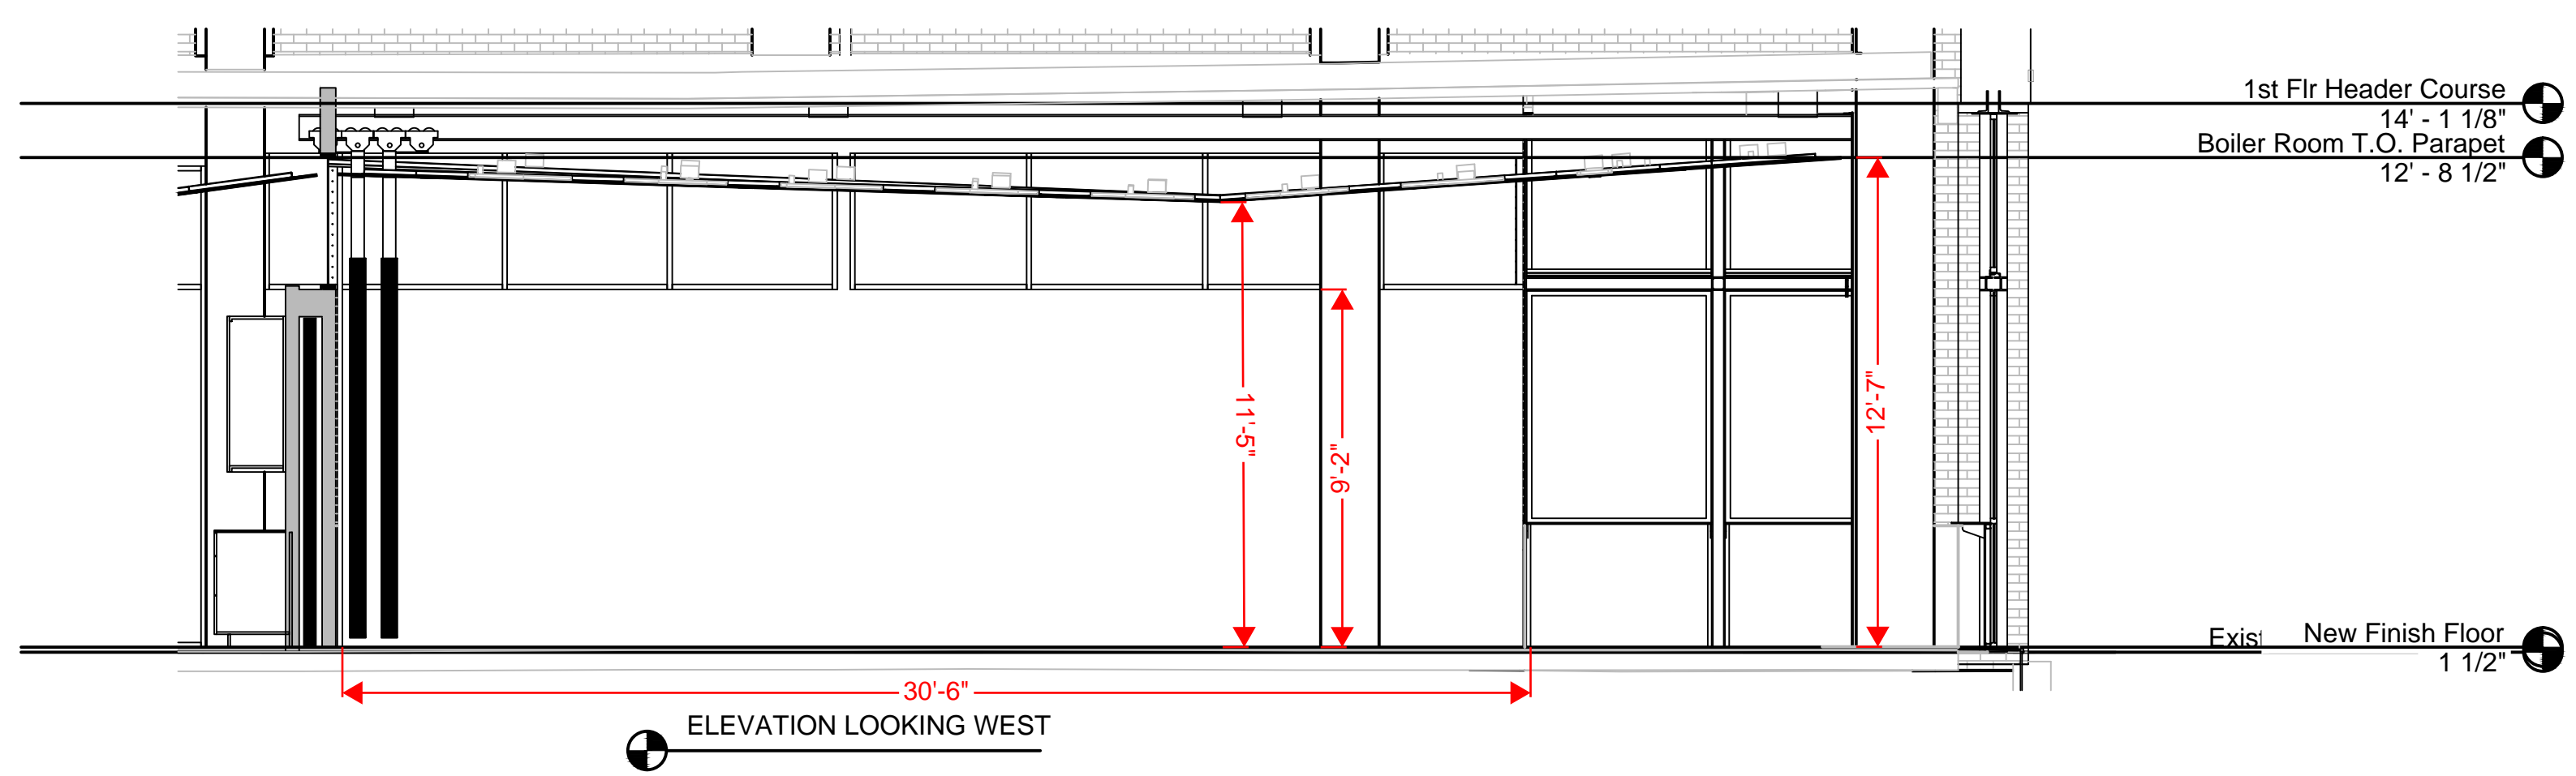 1st Flr Header Course
14' - 1 1/8"
Boiler Room T.O. Parapet
12' - 8 1/2"
11'-5"
9'-2"
12'-7"
Exist New Finish Floor
1 1/2"
30'-6"
ELEVATION LOOKING WEST